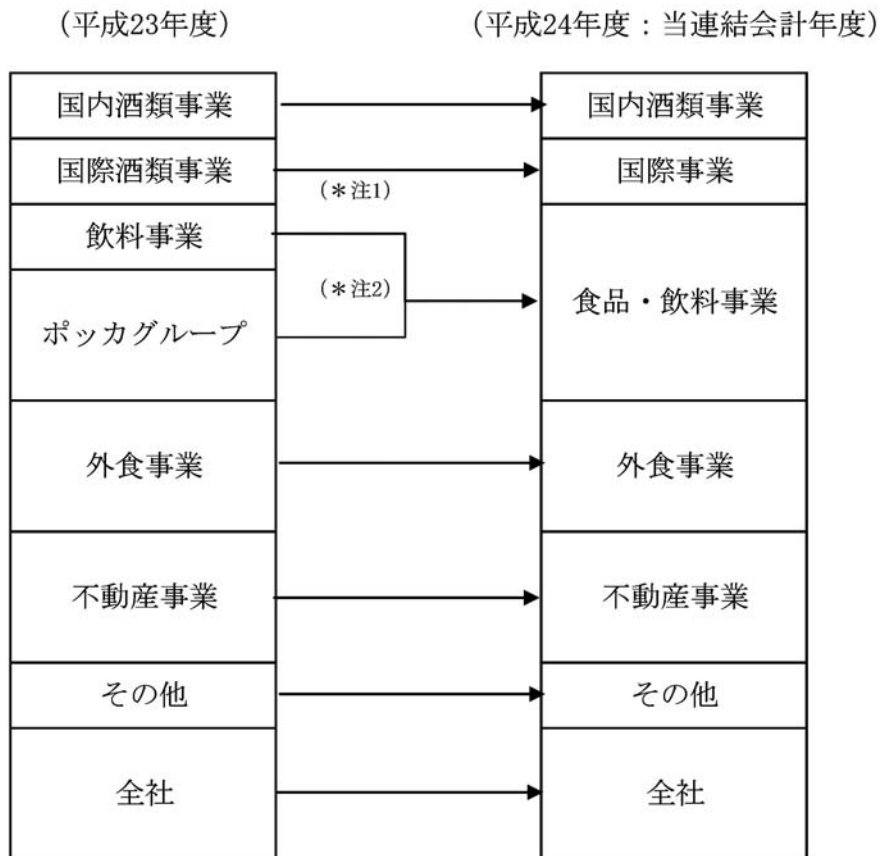 (平成23年度)
(平成24年度：当連結会計年度)
国内酒類事業
国内酒類事業
国際酒類事業
(＊注1)
国際事業
飲料事業
(＊注2)
食品・飲料事業
ポッカグループ
外食事業
外食事業
不動産事業
不動産事業
その他
その他
全社
全社